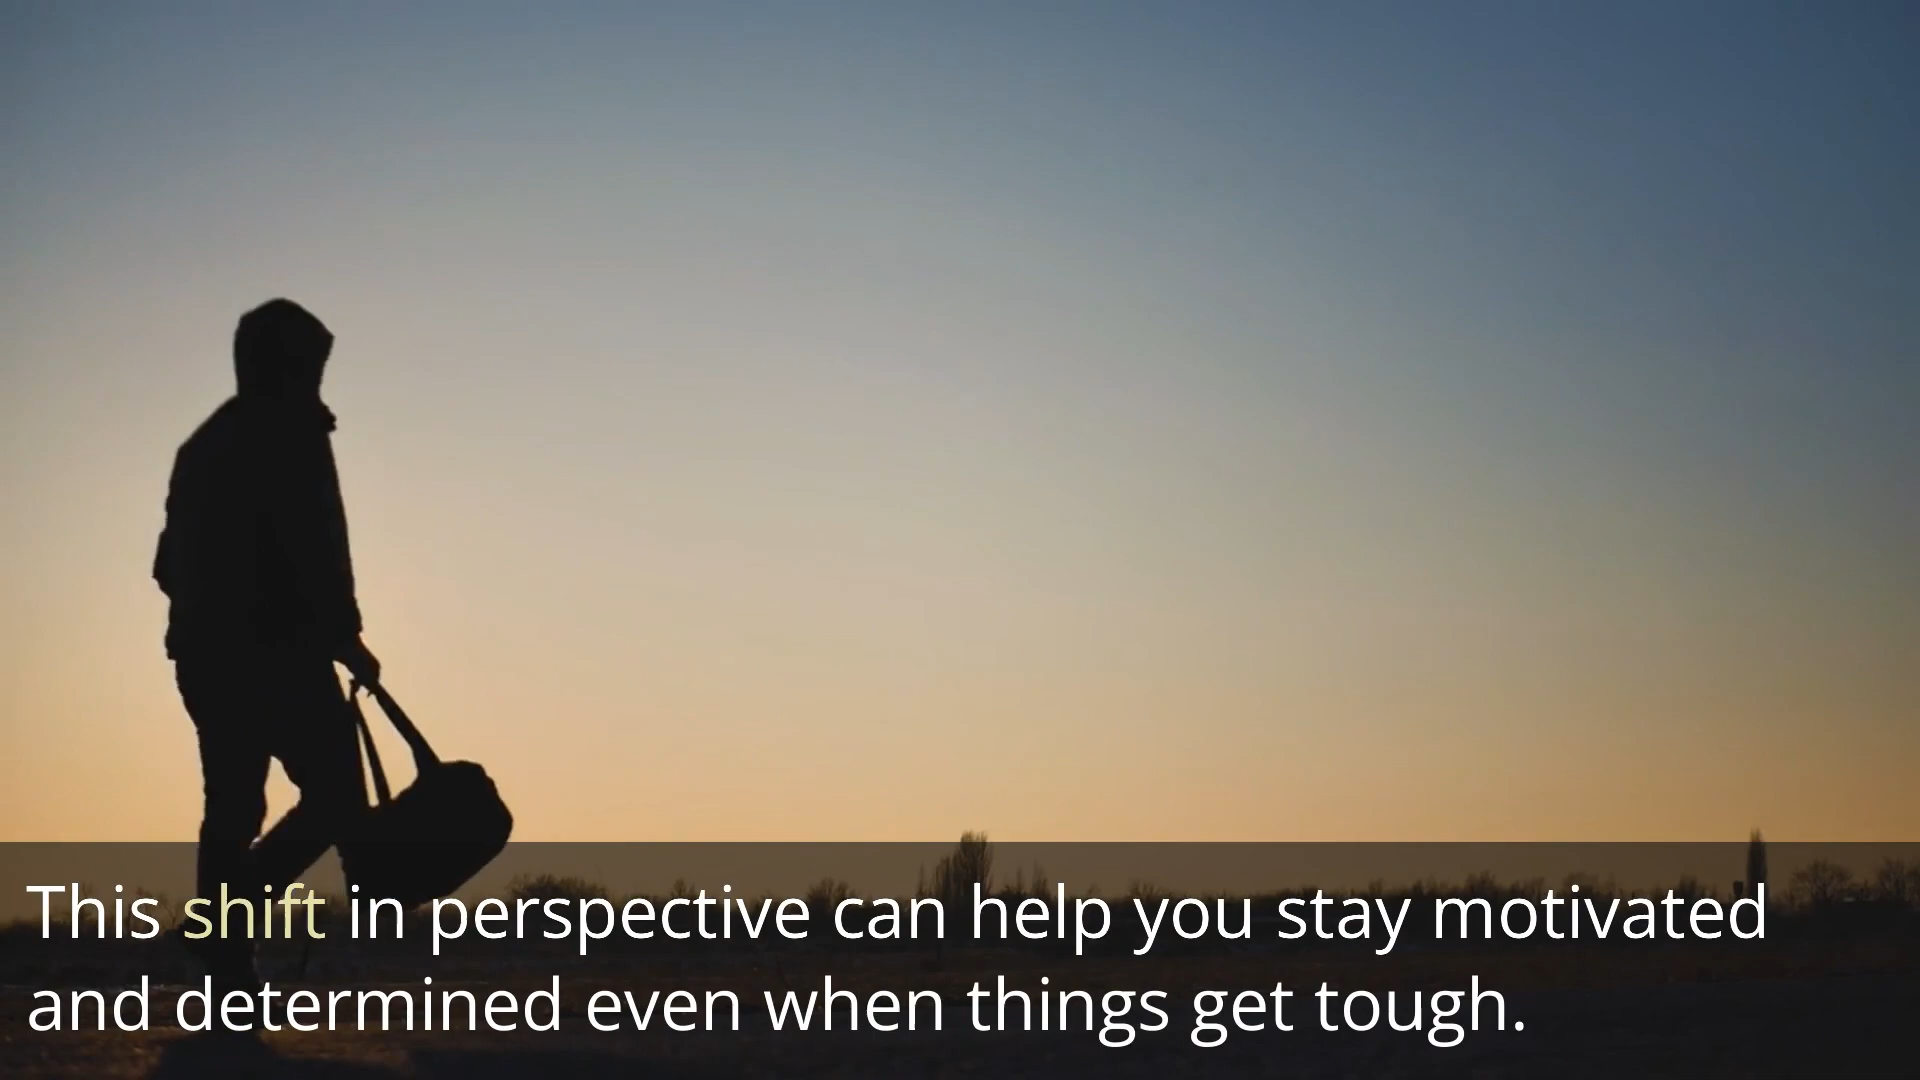 This shift in perspective can help you stay motivated
and determined even when things get tough.